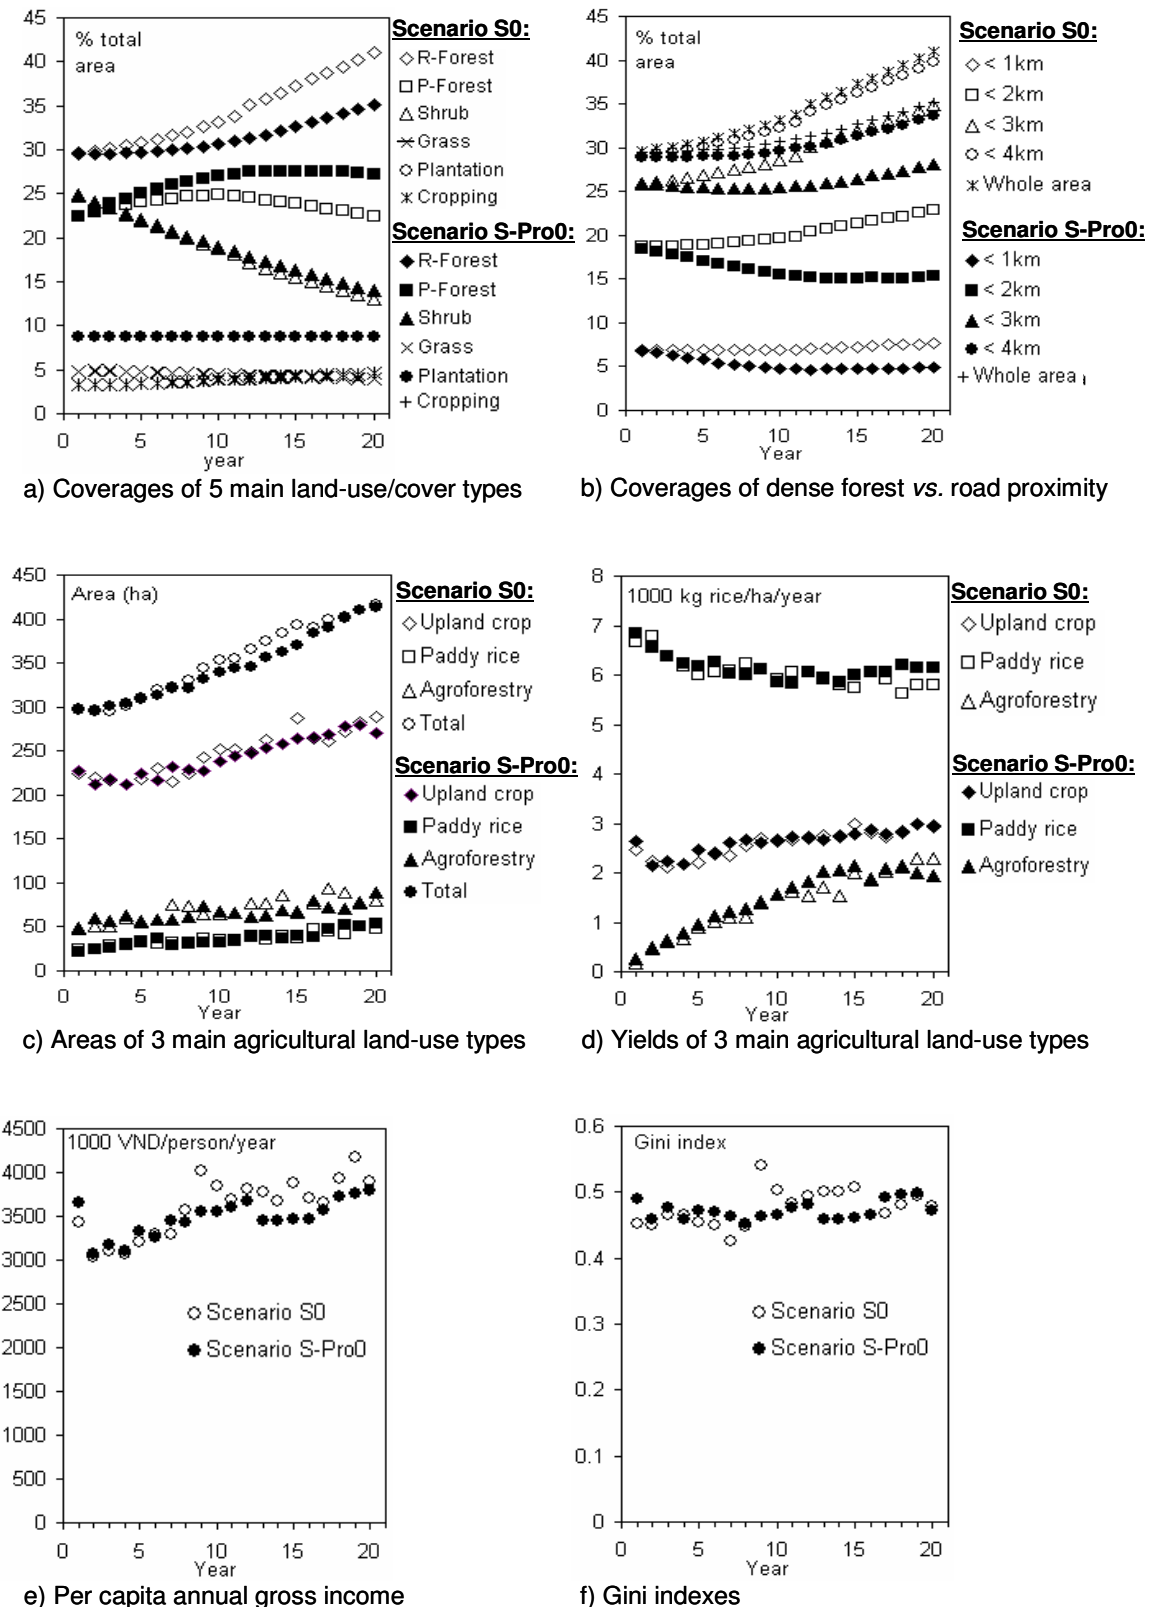 45
40
35
30
25
20
15
10
5
0
% total
area
0 5 10 15 20
year
Scenario S0:
R-Forest
P-Forest
Shrub
Grass
Plantation
Cropping
Scenario S-Pro0:
R-Forest
P-Forest
Shrub
Grass
Plantation
Cropping
a) Coverages of 5 main land-use/cover types
45
40
35
30
25
20
15
10
5
0
% total
area
0 5 10 15 20
Year
Scenario S0:
< 1km
< 2km
< 3km
< 4km
Whole area
Scenario S-Pro0:
< 1km
< 2km
< 3km
< 4km
Whole area
b) Coverages of dense forest vs. road proximity
450
400
350
300
250
200
150
100
50
0
Area (ha)
0 5 10 15 20
Year
Scenario S0:
Upland crop
Paddy rice
Agroforestry
Total
Scenario S-Pro0:
Upland crop
Paddy rice
Agroforestry
Total
c) Areas of 3 main agricultural land-use types
8
7
6
5
4
3
2
1
0
1000 kg rice/ha/year
0 5 10 15 20
Year
Scenario S0:
Upland crop
Paddy rice
Agroforestry
Scenario S-Pro0:
Upland crop
Paddy rice
Agroforestry
d) Yields of 3 main agricultural land-use types
4500
4000
3500
3000
2500
2000
1500
1000
500
0
1000 VND/person/year
Scenario S0
Scenario S-Pro0
0 5 10 15 20
Year
e) Per capita annual gross income
0.6
0.5
0.4
0.3
0.2
0.1
0
Gini index
Scenario S0
Scenario S-Pro0
0 5 10 15 20
Year
f) Gini indexes